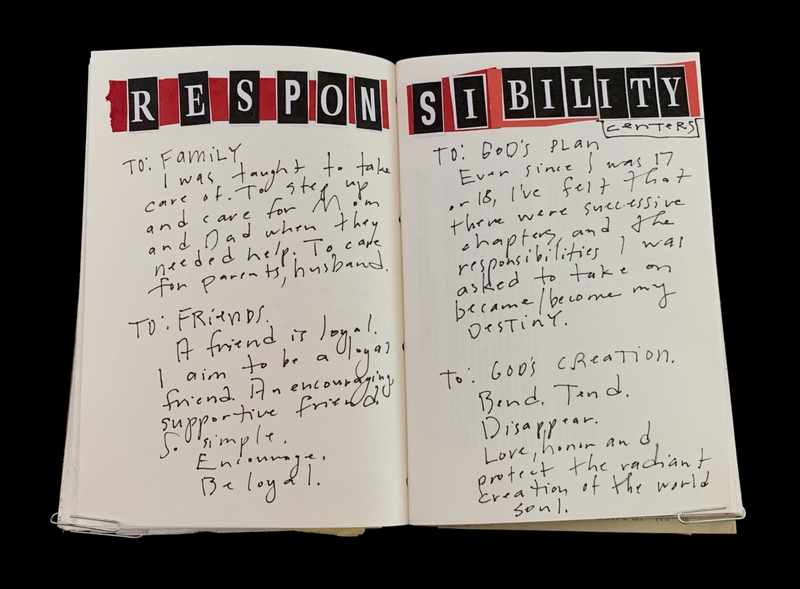 RESPON
TO: FAMILY
I was taught to take
care of. To step up
and care for Mom
and Dad when they
needed help. To care
for parents, husband.
TO: FRIENDS.
A friend is loyal.
I aim to be a loyal
friend. An encouraging
supportive friend.
So simple.
Encourage.
Be loyal.
SIBILITY
CENTERS
TO: GOD'S PLAN
Ever since I was 17
or 18, I've felt that
there were successive
chapters, and the
responsibilities I was
asked to take on
became/become my
DESTINY.
To: GOD'S CREATION.
Bend. Tend.
Disappear.
Love, honor and
protect the radiant
creation of the world
soul.